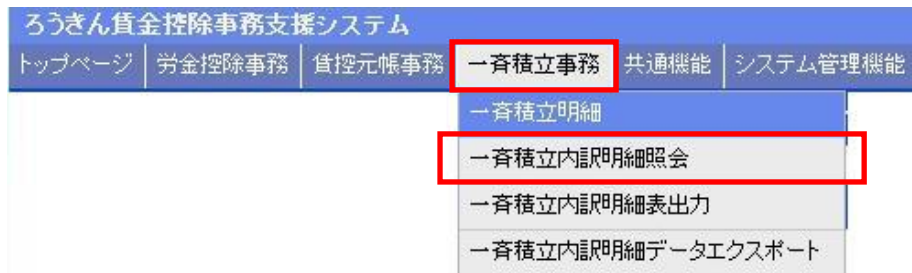 ろうきん賃金控除事務支援システム
トップページ 労金控除事務 賃控元帳事務 一斉積立事務 共通機能 システム管理機能
一斉積立明細
一斉積立内訳明細照会
一斉積立内訳明細表出力
一斉積立内訳明細データエクスポート